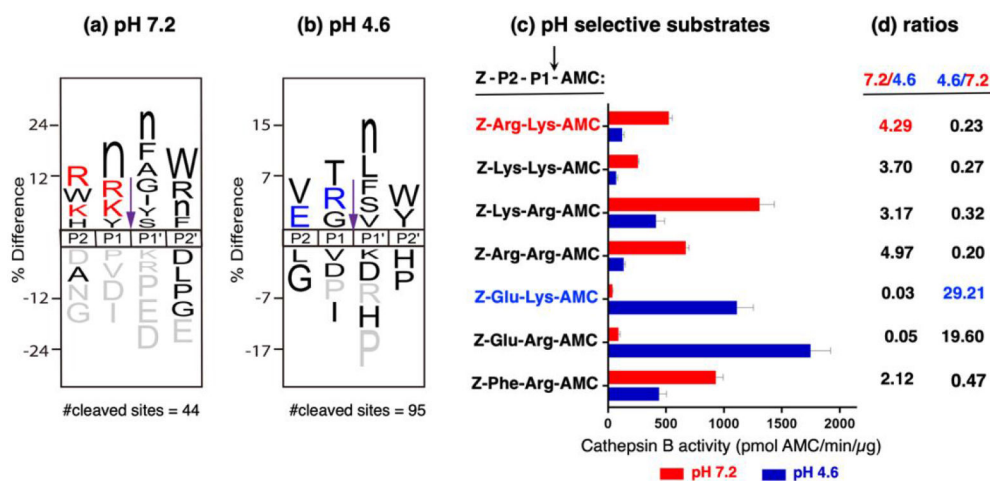 (a) pH 7.2
(b) pH 4.6
(c) pH selective substrates
(d) ratios
% Difference
24
12
-12
-24
R W K H
n R K Y
n F A G I Y S
W R n F
P2 P1 P1' P2'
D A N G
P V D I
K R P E D
D L P G E
#cleaved sites = 44
% Difference
15
7
-7
-17
V E
T R G
n L F S V
W Y
P2 P1 P1' P2'
L G
V D P I
K D R H P
H P
#cleaved sites = 95
Z - P2 - P1 - AMC:
7.2/4.6 4.6/7.2
Z-Arg-Lys-AMC 4.29 0.23
Z-Lys-Lys-AMC 3.70 0.27
Z-Lys-Arg-AMC 3.17 0.32
Z-Arg-Arg-AMC 4.97 0.20
Z-Glu-Lys-AMC 0.03 29.21
Z-Glu-Arg-AMC 0.05 19.60
Z-Phe-Arg-AMC 2.12 0.47
0 500 1000 1500 2000
Cathepsin B activity (pmol AMC/min/µg)
pH 7.2 pH 4.6